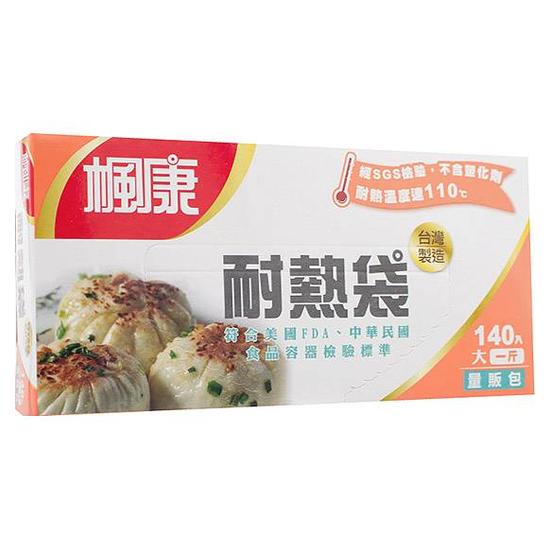 楓康
經SGS檢驗，不含塑化劑
耐熱溫度達110℃
台灣
製造
耐熱袋
符合美國FDA、中華民國
食品容器檢驗標準
140入
大 一斤
量販包